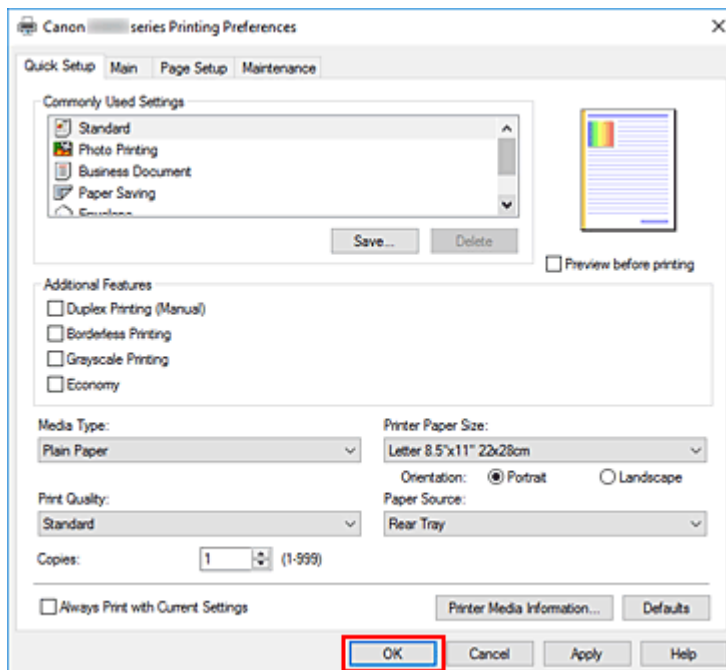 Canon series Printing Preferences
Quick Setup Main Page Setup Maintenance
Commonly Used Settings
Standard
Photo Printing
Business Document
Paper Saving
Envelope
Save... Delete
Preview before printing
Additional Features
Duplex Printing (Manual)
Borderless Printing
Grayscale Printing
Economy
Media Type: Printer Paper Size:
Plain Paper Letter 8.5"x11" 22x28cm
Orientation: Portrait Landscape
Print Quality: Paper Source:
Standard Rear Tray
Copies: 1 (1-999)
Always Print with Current Settings Printer Media Information... Defaults
OK Cancel Apply Help